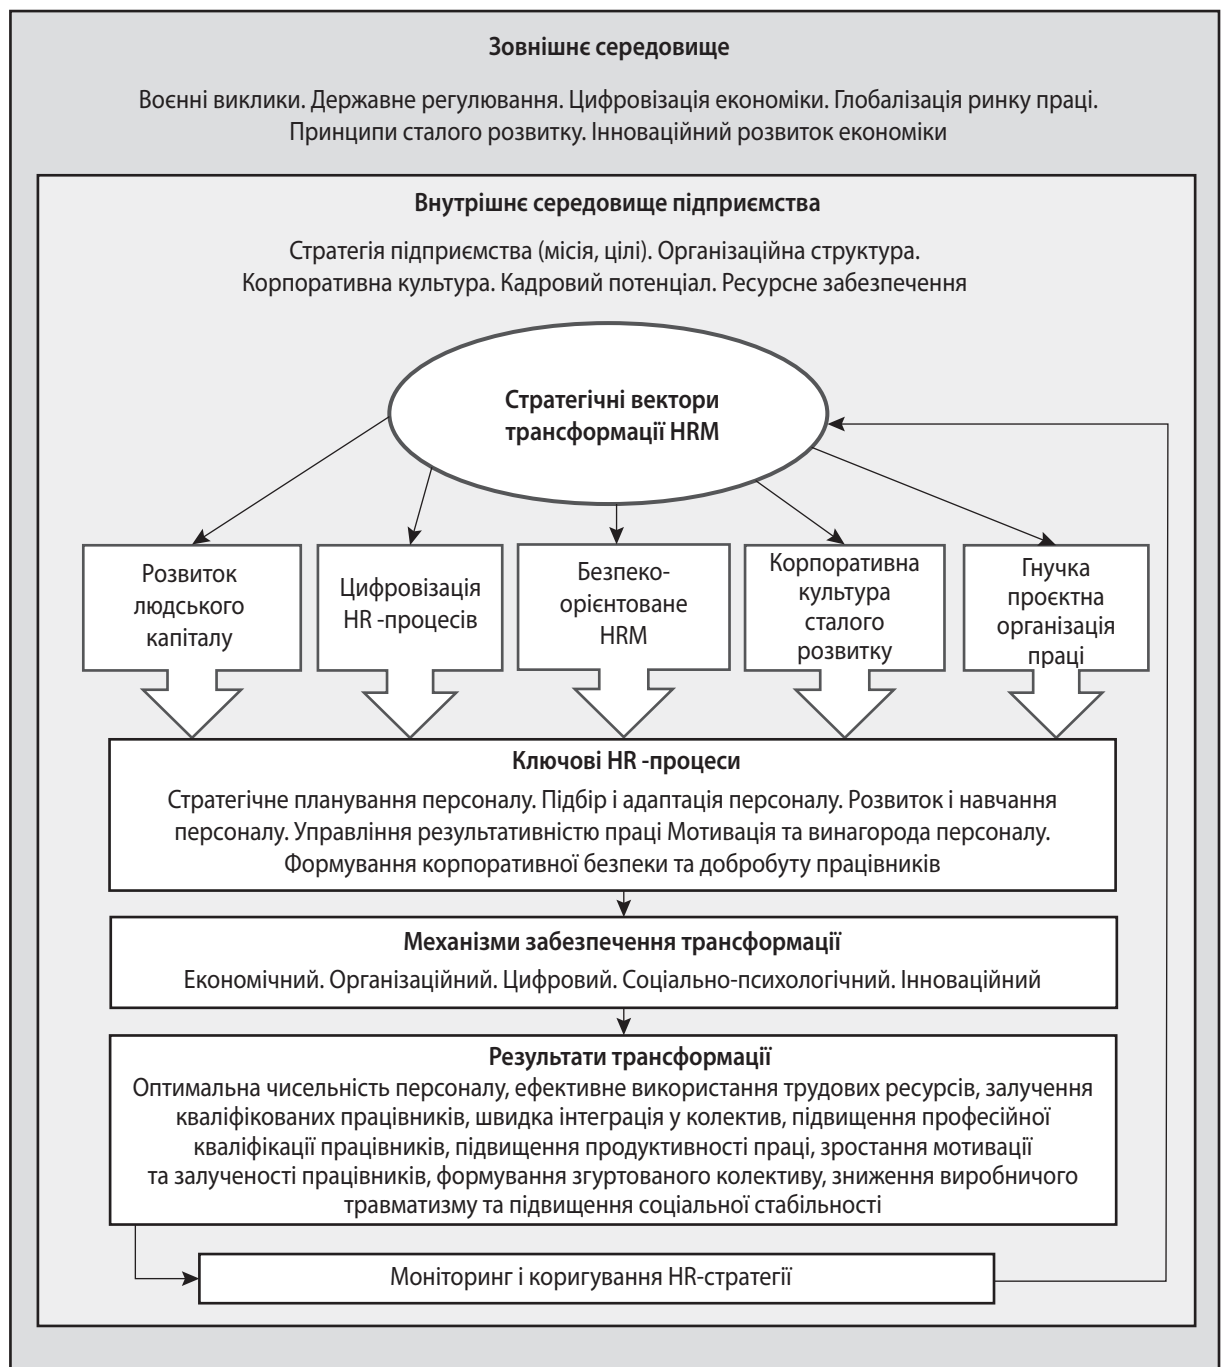 Зовнішнє середовище
Воєнні виклики. Державне регулювання. Цифровізація економіки. Глобалізація ринку праці.
Принципи сталого розвитку. Інноваційний розвиток економіки
Внутрішнє середовище підприємства
Стратегія підприємства (місія, цілі). Організаційна структура.
Корпоративна культура. Кадровий потенціал. Ресурсне забезпечення
Стратегічні вектори
трансформації HRM
Розвиток
людського
капіталу
Цифровізація
HR -процесів
Безпеко-
орієнтоване
HRM
Корпоративна
культура
сталого
розвитку
Гнучка
проєктна
організація
праці
Ключові HR -процеси
Стратегічне планування персоналу. Підбір і адаптація персоналу. Розвиток і навчання
персоналу. Управління результативністю праці Мотивація та винагорода персоналу.
Формування корпоративної безпеки та добробуту працівників
Механізми забезпечення трансформації
Економічний. Організаційний. Цифровий. Соціально-психологічний. Інноваційний
Результати трансформації
Оптимальна чисельність персоналу, ефективне використання трудових ресурсів, залучення
кваліфікованих працівників, швидка інтеграція у колектив, підвищення професійної
кваліфікації працівників, підвищення продуктивності праці, зростання мотивації
та залученості працівників, формування згуртованого колективу, зниження виробничого
травматизму та підвищення соціальної стабільності
Моніторинг і коригування HR-стратегії